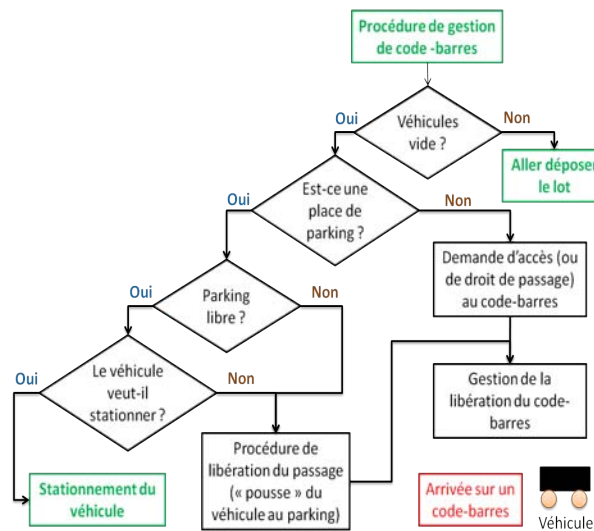 Procédure de gestion
de code -barres
Oui
Non
Véhicules
vide ?
Aller déposer
le lot
Oui
Non
Est-ce une
place de
parking ?
Demande d'accès (ou
de droit de passage)
au code-barres
Oui
Non
Parking
libre ?
Oui
Non
Le véhicule
veut-il
stationner ?
Gestion de la
libération du code-
barres
Procédure de
libération du passage
(« pousse » du
véhicule au parking)
Stationnement du
véhicule
Arrivée sur un
code-barres
Véhicule